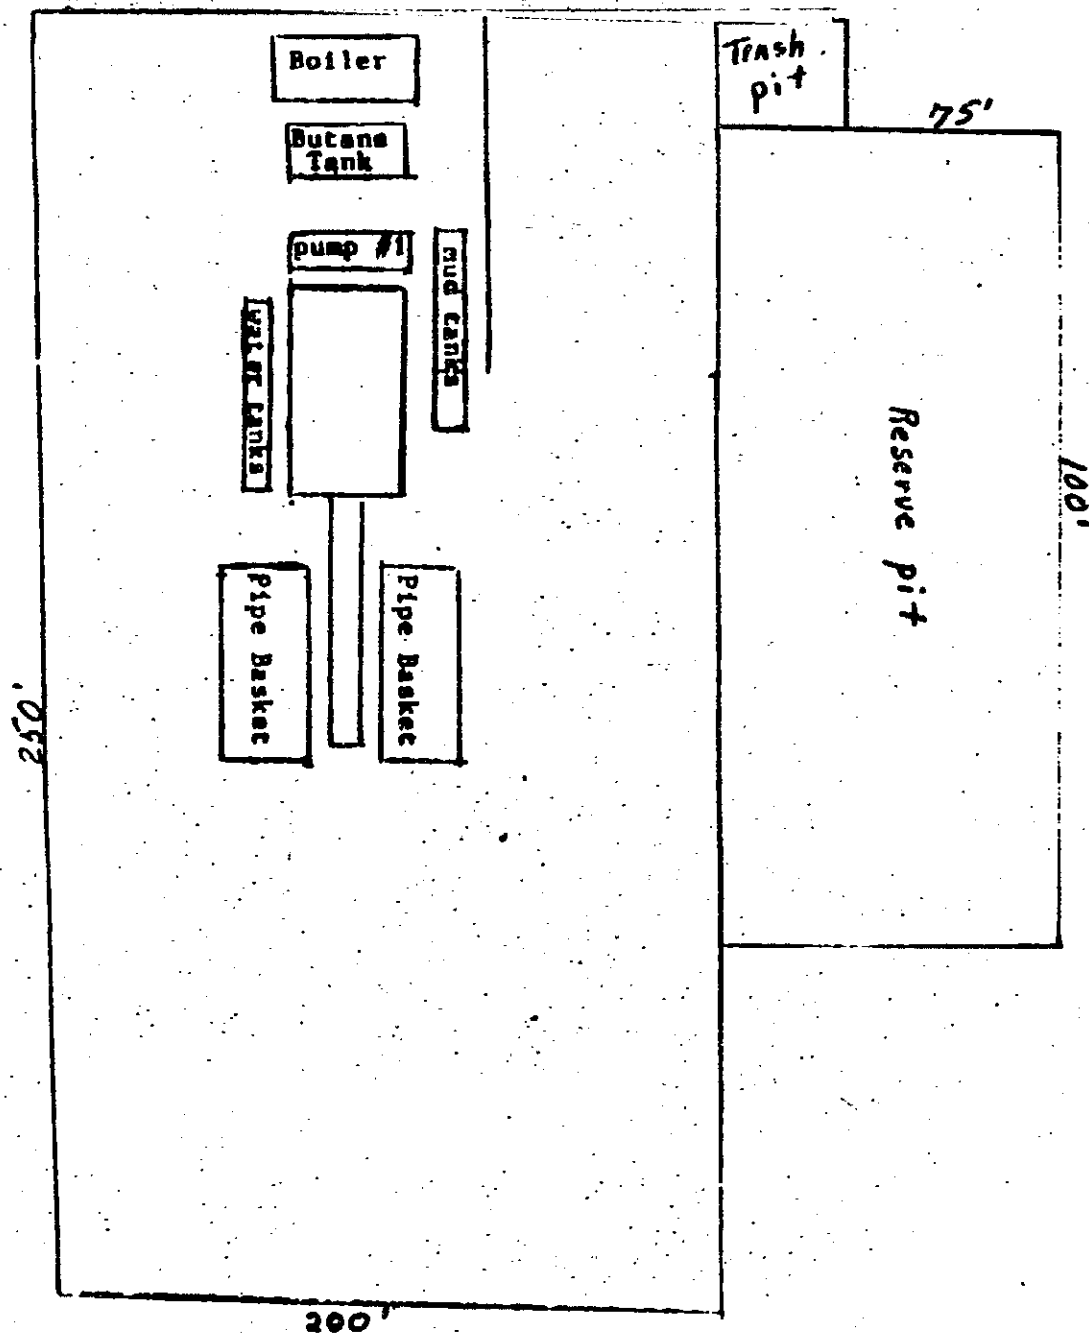 Boiler
Trash
pit
75'
Butane
Tank
pump #1
mud tanks
water tanks
Reserve pit
100'
Pipe Basket
Pipe Basket
250'
200'